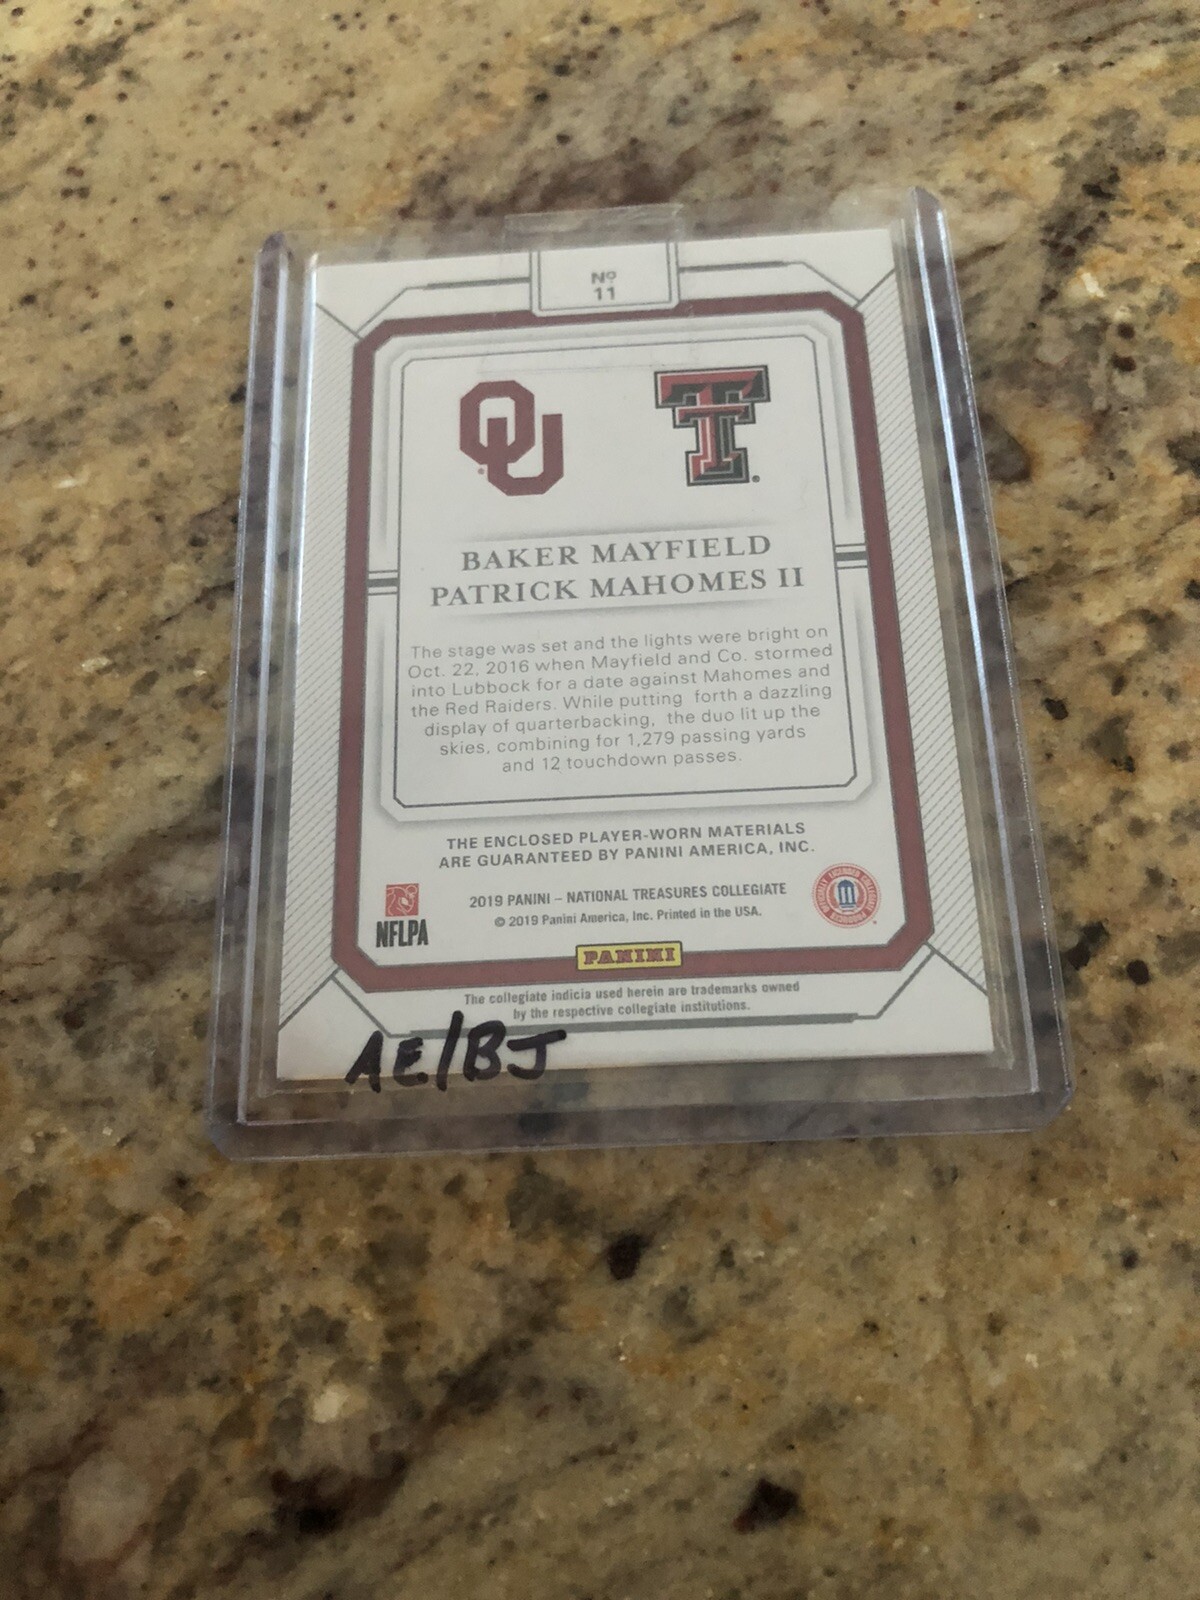 Nº
11
OU
T
BAKER MAYFIELD
PATRICK MAHOMES II
The stage was set and the lights were bright on
Oct. 22, 2016 when Mayfield and Co. stormed
into Lubbock for a date against Mahomes and
the Red Raiders. While putting forth a dazzling
display of quarterbacking, the duo lit up the
skies, combining for 1,279 passing yards
and 12 touchdown passes.
THE ENCLOSED PLAYER-WORN MATERIALS
ARE GUARANTEED BY PANINI AMERICA, INC.
2019 PANINI – NATIONAL TREASURES COLLEGIATE
© 2019 Panini America, Inc. Printed in the USA.
NFLPA
OFFICIALLY LICENSED COLLEGIATE PRODUCTS
PANINI
The collegiate indicia used herein are trademarks owned
by the respective collegiate institutions.
AE/BJ